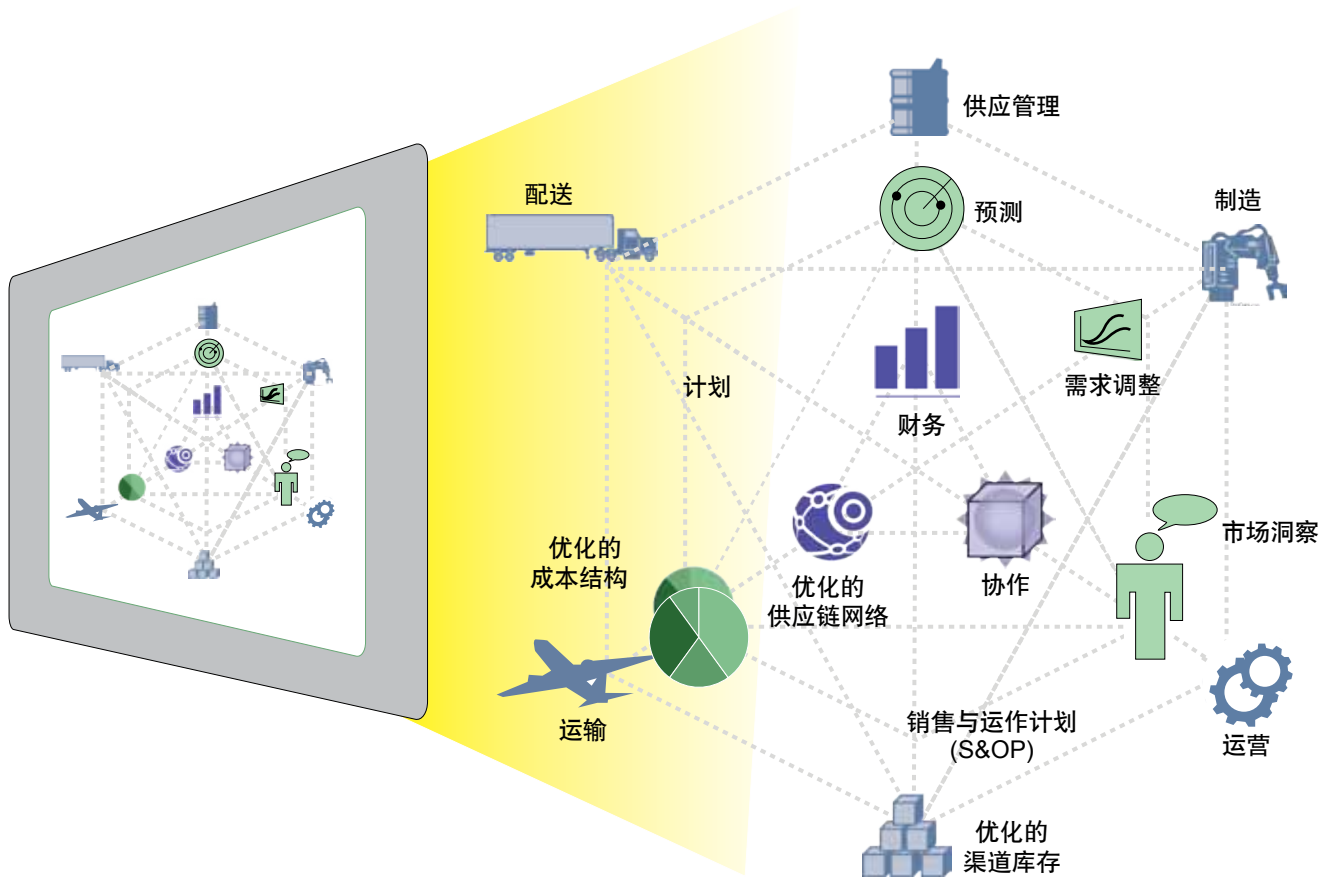 供应管理
配送
预测
制造
计划
需求调整
财务
市场洞察
优化的
成本结构
优化的
供应链网络
协作
运输
销售与运作计划
(S&OP)
运营
优化的
渠道库存